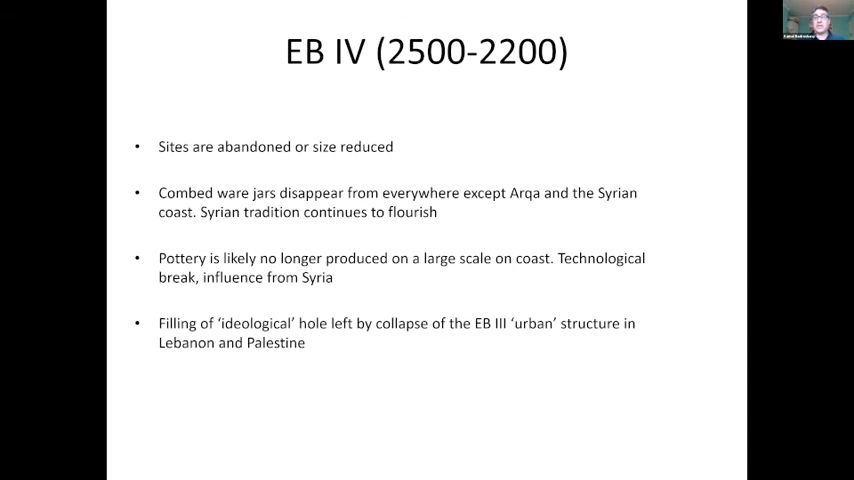 EB IV (2500-2200)
• Sites are abandoned or size reduced
• Combed ware jars disappear from everywhere except Arqa and the Syrian
coast. Syrian tradition continues to flourish
• Pottery is likely no longer produced on a large scale on coast. Technological
break, influence from Syria
• Filling of ‘ideological’ hole left by collapse of the EB III ‘urban’ structure in
Lebanon and Palestine